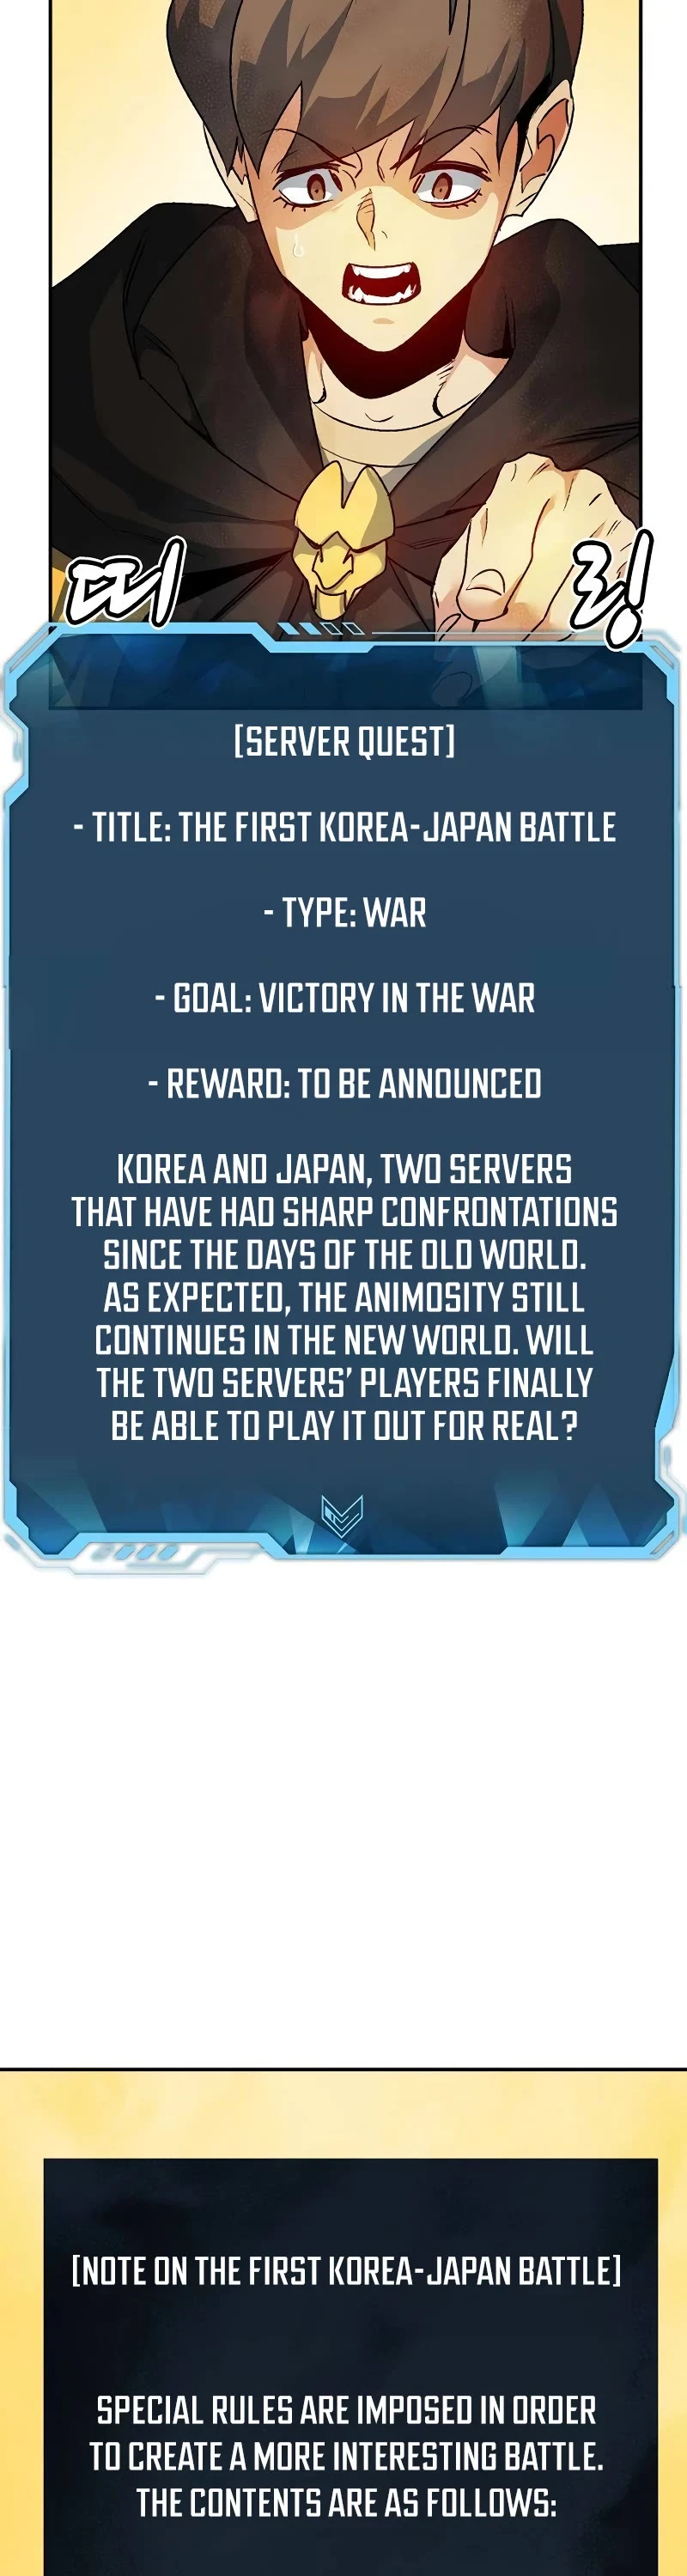 띠
링!
[SERVER QUEST]
- TITLE: THE FIRST KOREA-JAPAN BATTLE
- TYPE: WAR
- GOAL: VICTORY IN THE WAR
- REWARD: TO BE ANNOUNCED
KOREA AND JAPAN, TWO SERVERS
THAT HAVE HAD SHARP CONFRONTATIONS
SINCE THE DAYS OF THE OLD WORLD.
AS EXPECTED, THE ANIMOSITY STILL
CONTINUES IN THE NEW WORLD. WILL
THE TWO SERVERS' PLAYERS FINALLY
BE ABLE TO PLAY IT OUT FOR REAL?
[NOTE ON THE FIRST KOREA-JAPAN BATTLE]
SPECIAL RULES ARE IMPOSED IN ORDER
TO CREATE A MORE INTERESTING BATTLE.
THE CONTENTS ARE AS FOLLOWS: